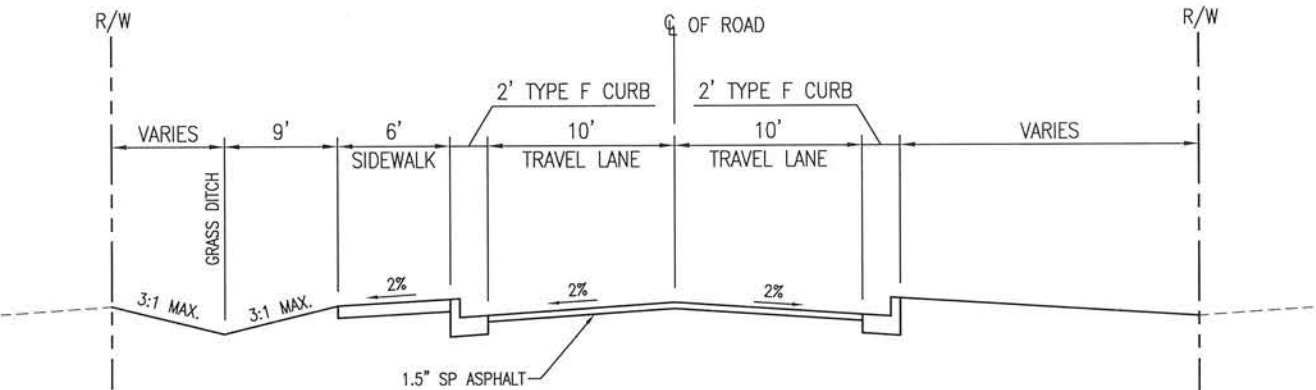 R/W
℄ OF ROAD
R/W
2' TYPE F CURB
2' TYPE F CURB
VARIES
9'
6'
SIDEWALK
10'
TRAVEL LANE
10'
TRAVEL LANE
VARIES
GRASS DITCH
3:1 MAX.
3:1 MAX.
2%
2%
2%
1.5" SP ASPHALT